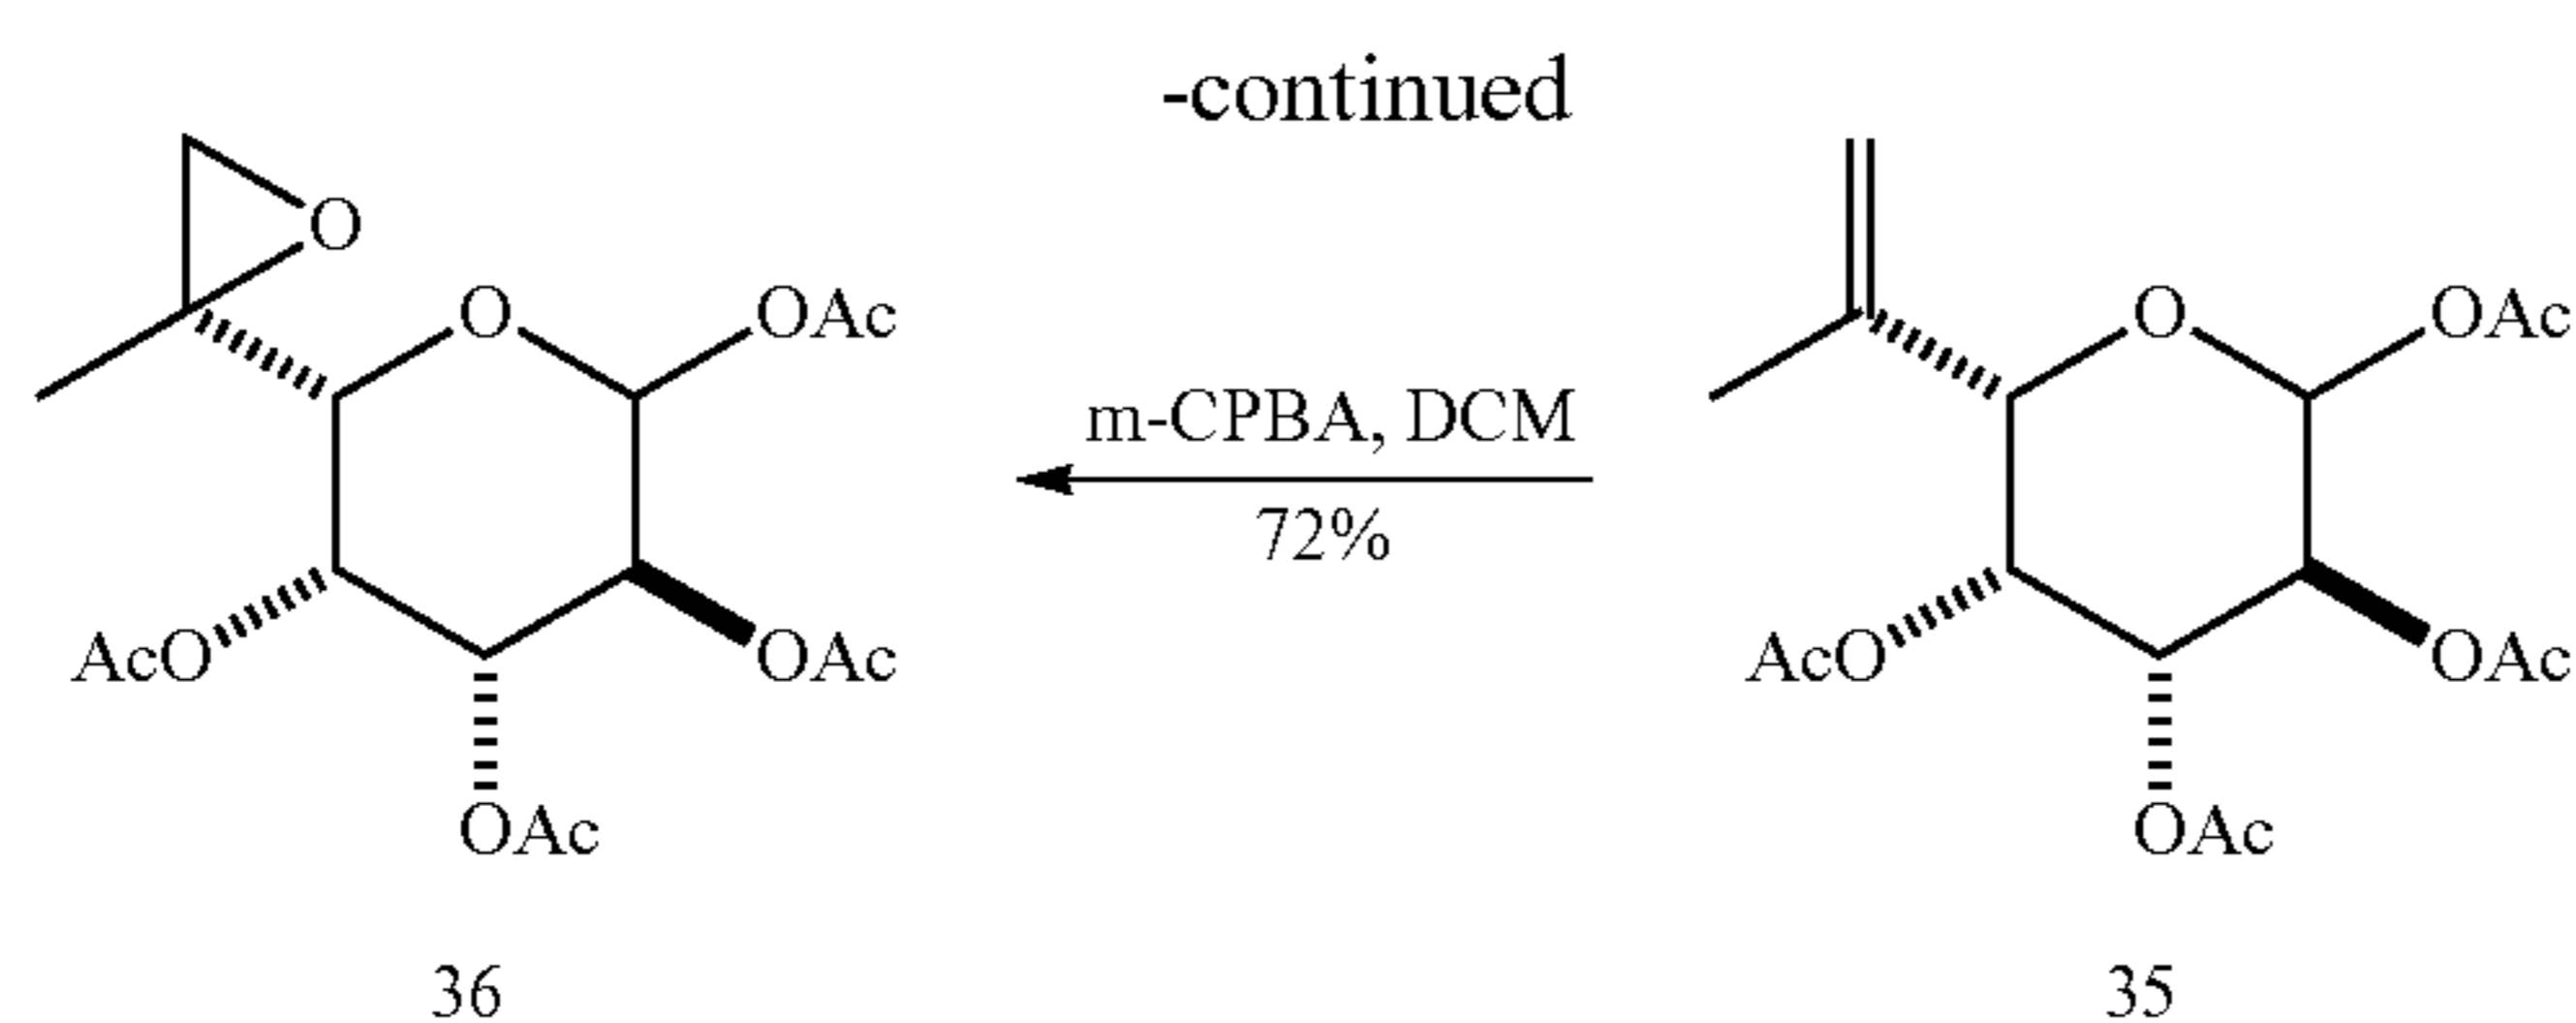 -continued
O
O
OAc
O
OAc
m-CPBA, DCM
72%
AcO
OAc
AcO
OAc
OAc
OAc
36
35